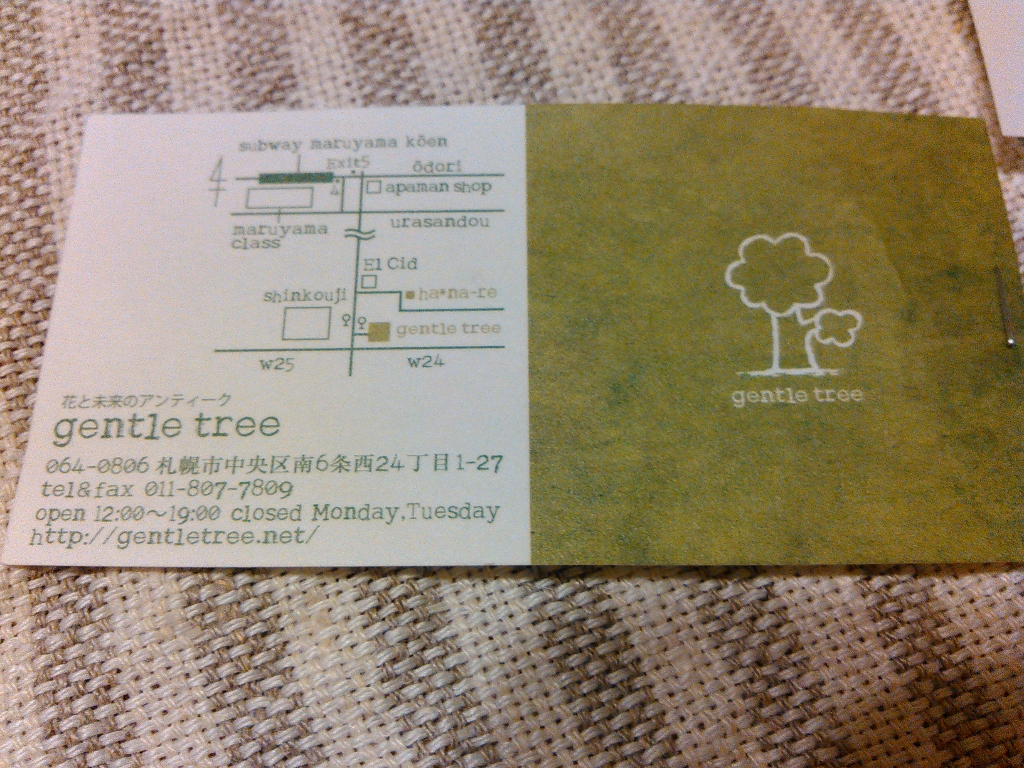 subway maruyama kōen
Exit5
ōdori
4
4
apaman shop
maruyama
class
urasandou
El Cid
shinkouji
ha*na-re
gentle tree
w25
w24
花と未来のアンティーク
gentle tree
064-0806 札幌市中央区南6条西24丁目1-27
tel&fax 011-807-7809
open 12:00〜19:00 closed Monday,Tuesday
http://gentletree.net/
gentle tree